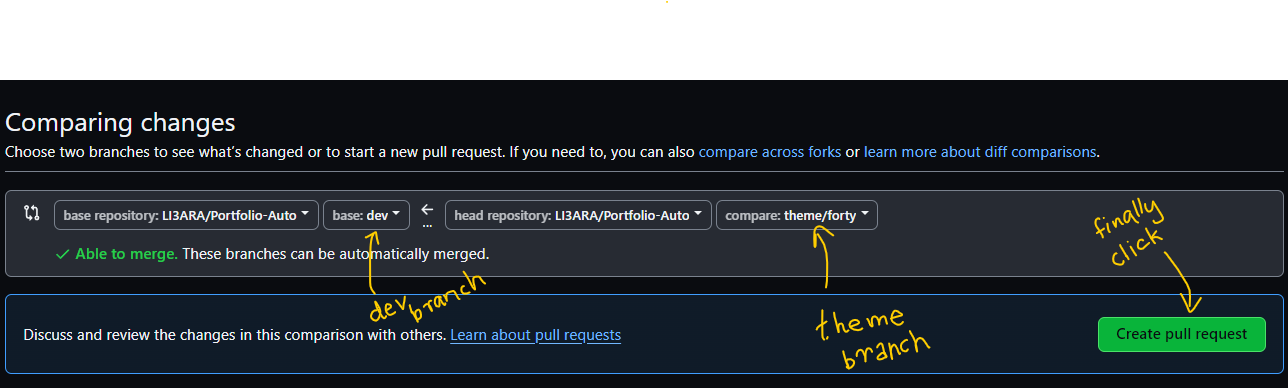 Comparing changes
Choose two branches to see what's changed or to start a new pull request. If you need to, you can also compare across forks or learn more about diff comparisons.
base repository: LI3ARA/Portfolio-Auto base: dev ... head repository: LI3ARA/Portfolio-Auto compare: theme/forty
Able to merge. These branches can be automatically merged.
finally
click
dev branch
theme
branch
Discuss and review the changes in this comparison with others. Learn about pull requests
Create pull request